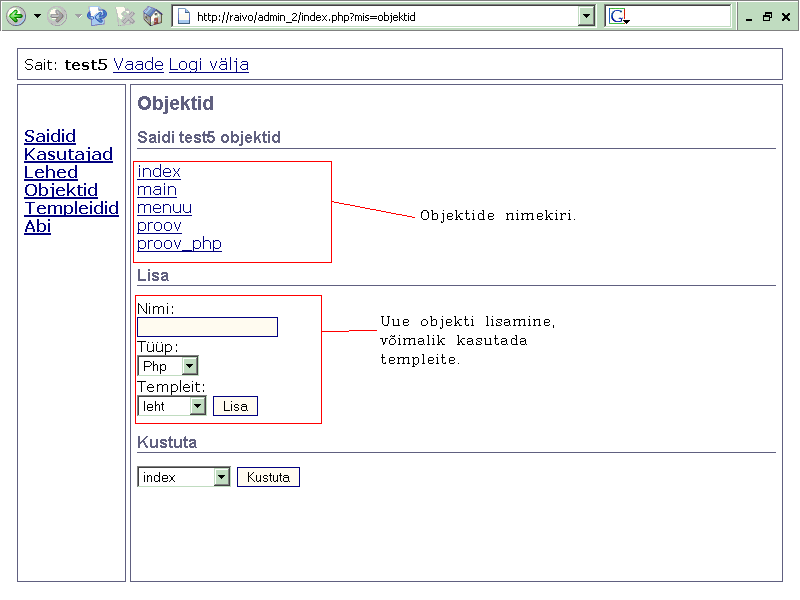 http://raivo/admin_2/index.php?mis=objektid
G
Sait: test5 Vaade Logi välja
Saidid
Kasutajad
Lehed
Objektid
Templeidid
Abi
Objektid
Saidi test5 objektid
index
main
menuu
proov
proov_php
Objektide nimekiri.
Lisa
Nimi:
Tüüp:
Php
Templeit:
leht Lisa
Uue objekti lisamine,
võimalik kasutada
templeite.
Kustuta
index Kustuta